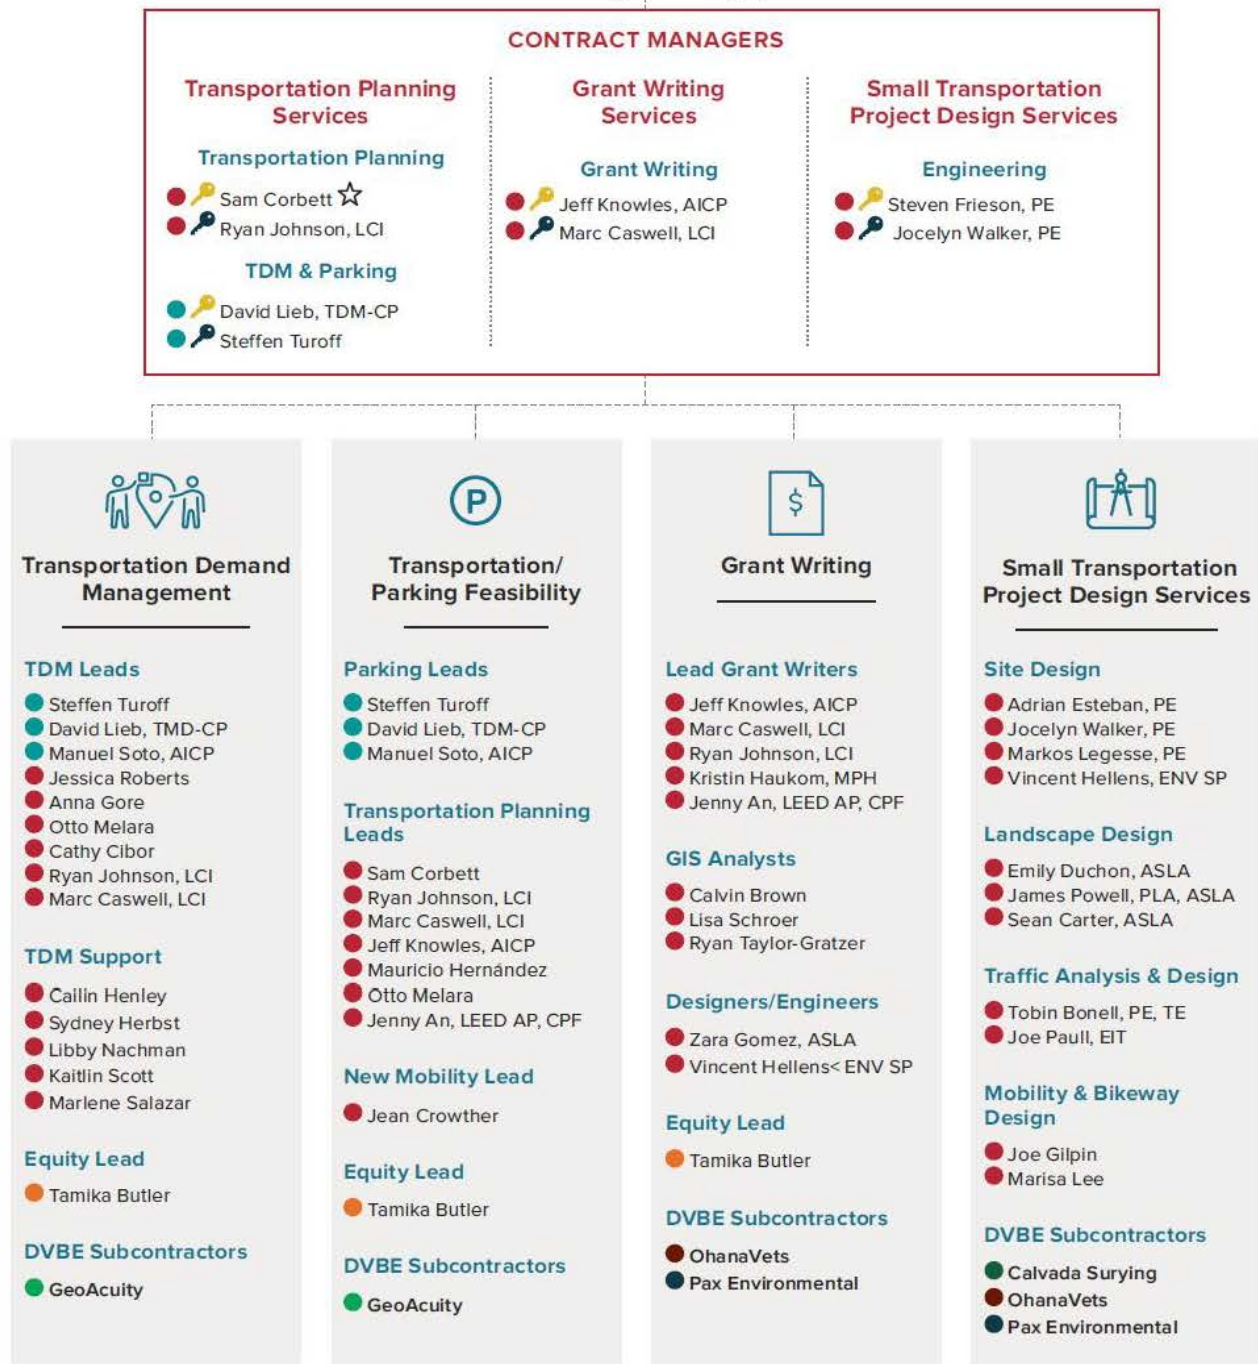 CONTRACT MANAGERS
Transportation Planning
Services
Transportation Planning
Sam Corbett
Ryan Johnson, LCI
TDM & Parking
David Lieb, TDM-CP
Steffen Turoff
Grant Writing
Services
Grant Writing
Jeff Knowles, AICP
Marc Caswell, LCI
Small Transportation
Project Design Services
Engineering
Steven Frieson, PE
Jocelyn Walker, PE
Transportation Demand
Management
TDM Leads
Steffen Turoff
David Lieb, TMD-CP
Manuel Soto, AICP
Jessica Roberts
Anna Gore
Otto Melara
Cathy Cibor
Ryan Johnson, LCI
Marc Caswell, LCI
TDM Support
Cailin Henley
Sydney Herbst
Libby Nachman
Kaitlin Scott
Marlene Salazar
Equity Lead
Tamika Butler
DVBE Subcontractors
GeoAcuity
P
Transportation/
Parking Feasibility
Parking Leads
Steffen Turoff
David Lieb, TDM-CP
Manuel Soto, AICP
Transportation Planning
Leads
Sam Corbett
Ryan Johnson, LCI
Marc Caswell, LCI
Jeff Knowles, AICP
Mauricio Hernández
Otto Melara
Jenny An, LEED AP, CPF
New Mobility Lead
Jean Crowther
Equity Lead
Tamika Butler
DVBE Subcontractors
GeoAcuity
$
Grant Writing
Lead Grant Writers
Jeff Knowles, AICP
Marc Caswell, LCI
Ryan Johnson, LCI
Kristin Haukom, MPH
Jenny An, LEED AP, CPF
GIS Analysts
Calvin Brown
Lisa Schroer
Ryan Taylor-Gratzer
Designers/Engineers
Zara Gomez, ASLA
Vincent Hellens< ENV SP
Equity Lead
Tamika Butler
DVBE Subcontractors
OhanaVets
Pax Environmental
Small Transportation
Project Design Services
Site Design
Adrian Esteban, PE
Jocelyn Walker, PE
Markos Legesse, PE
Vincent Hellens, ENV SP
Landscape Design
Emily Duchon, ASLA
James Powell, PLA, ASLA
Sean Carter, ASLA
Traffic Analysis & Design
Tobin Bonell, PE, TE
Joe Paull, EIT
Mobility & Bikeway
Design
Joe Gilpin
Marisa Lee
DVBE Subcontractors
Calvada Surying
OhanaVets
Pax Environmental